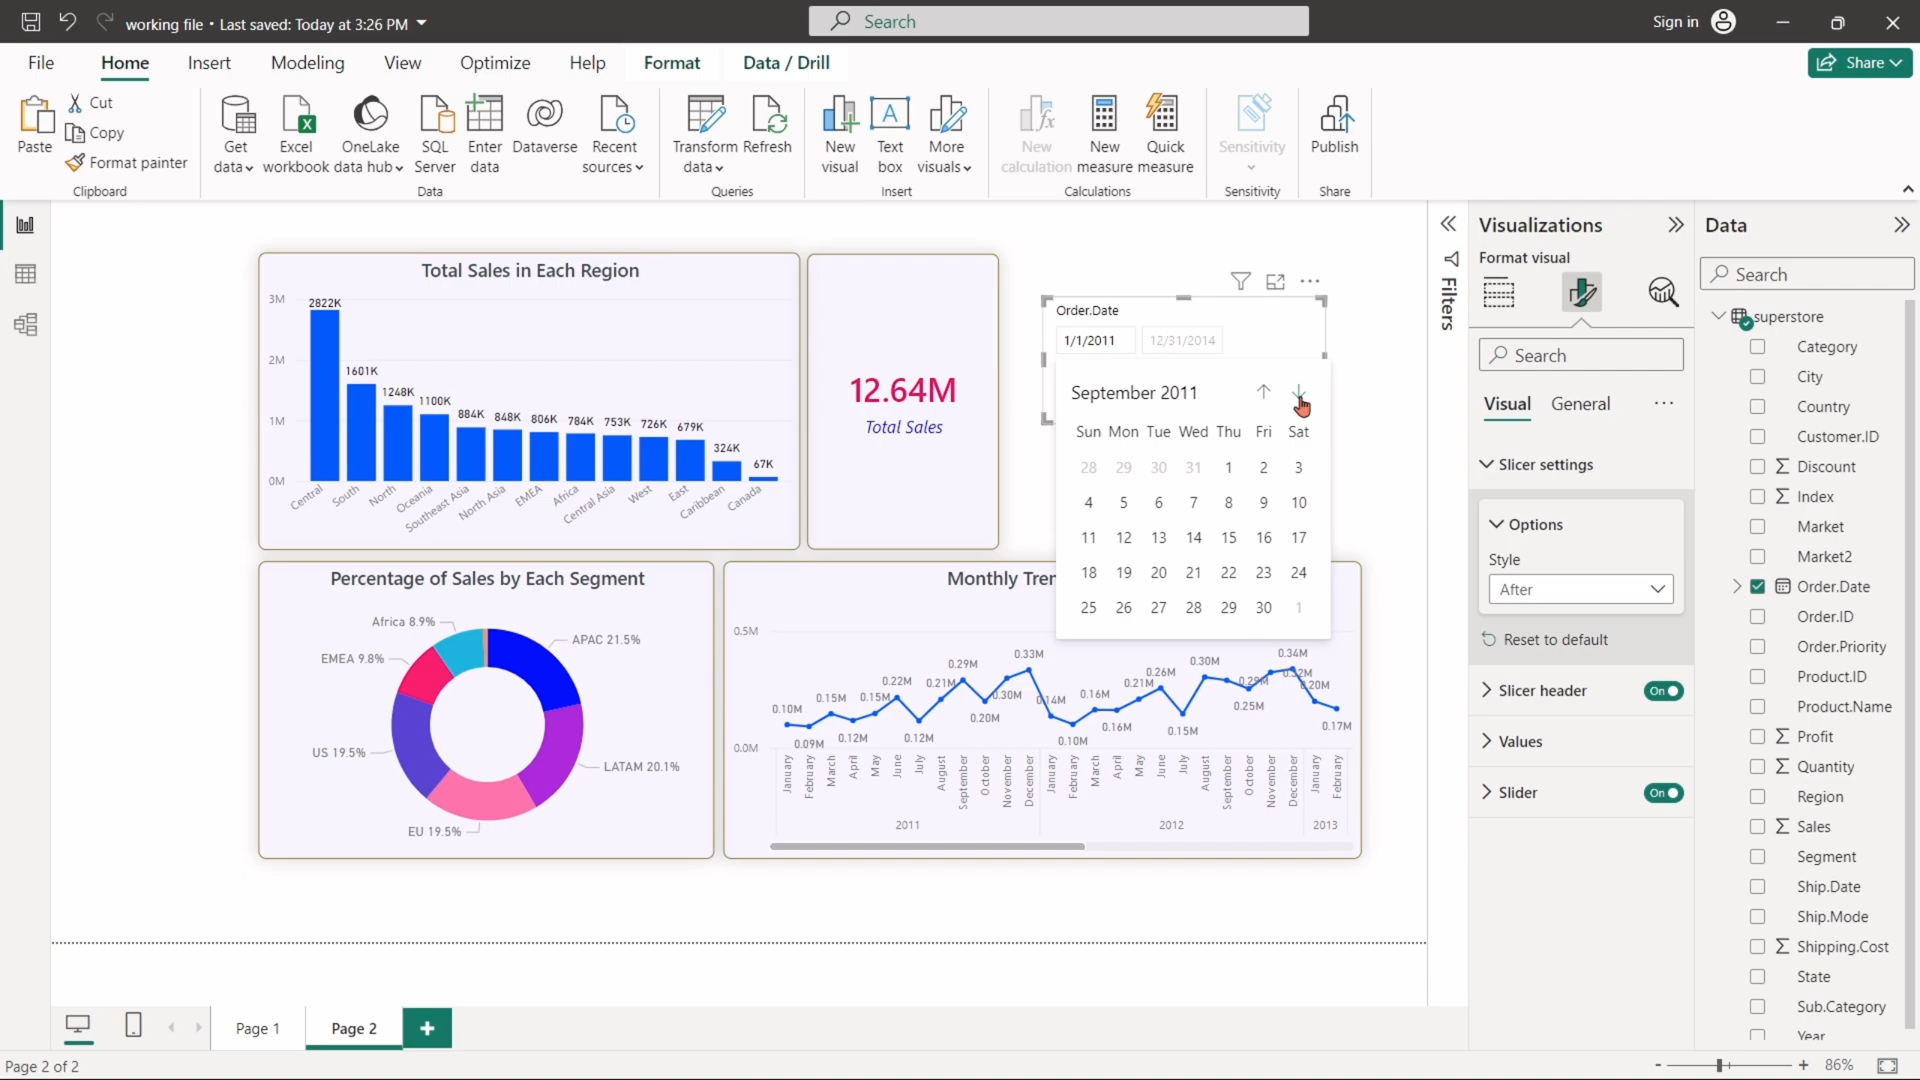 working file • Last saved: Today at 3:26 PM
Search
Sign in
File Home Insert Modeling View Optimize Help Format Data / Drill
Share
Paste
Cut
Copy
Format painter
Clipboard
Get data
Excel workbook
OneLake data hub
SQL Server
Enter data
Dataverse
Recent sources
Data
Transform data
Refresh
Queries
New visual
Text box
More visuals
Insert
New calculation
New measure
Quick measure
Calculations
Sensitivity
Sensitivity
Publish
Share
Total Sales in Each Region
3M
2M
1M
0M
2822K 1601K 1248K 1100K 884K 848K 806K 784K 753K 726K 679K 324K 67K
Central South North Oceania Southeast Asia North Asia EMEA Africa Central Asia West East Caribbean Canada
12.64M
Total Sales
Order.Date
1/1/2011 12/31/2014
September 2011
Sun Mon Tue Wed Thu Fri Sat
28 29 30 31 1 2 3
4 5 6 7 8 9 10
11 12 13 14 15 16 17
18 19 20 21 22 23 24
25 26 27 28 29 30 1
Percentage of Sales by Each Segment
Africa 8.9%
APAC 21.5%
EMEA 9.8%
US 19.5%
LATAM 20.1%
EU 19.5%
Monthly Tren
0.5M
0.0M
0.10M 0.09M 0.15M 0.12M 0.15M 0.22M 0.12M 0.21M 0.29M 0.20M 0.30M 0.33M 0.14M 0.10M 0.16M 0.16M 0.21M 0.26M 0.15M 0.30M 0.29M 0.25M 0.32M 0.34M 0.20M 0.17M
January February March April May June July August September October November December January February March April May June July August September October November December January February
2011 2012 2013
Filters
Visualizations
Format visual
Search
Visual General
Slicer settings
Options
Style
After
Reset to default
Slicer header On
Values
Slider On
Data
Search
superstore
Category
City
Country
Customer.ID
Discount
Index
Market
Market2
Order.Date
Order.ID
Order.Priority
Product.ID
Product.Name
Profit
Quantity
Region
Sales
Segment
Ship.Date
Ship.Mode
Shipping.Cost
State
Sub.Category
Year
Page 1
Page 2
Page 2 of 2
86%